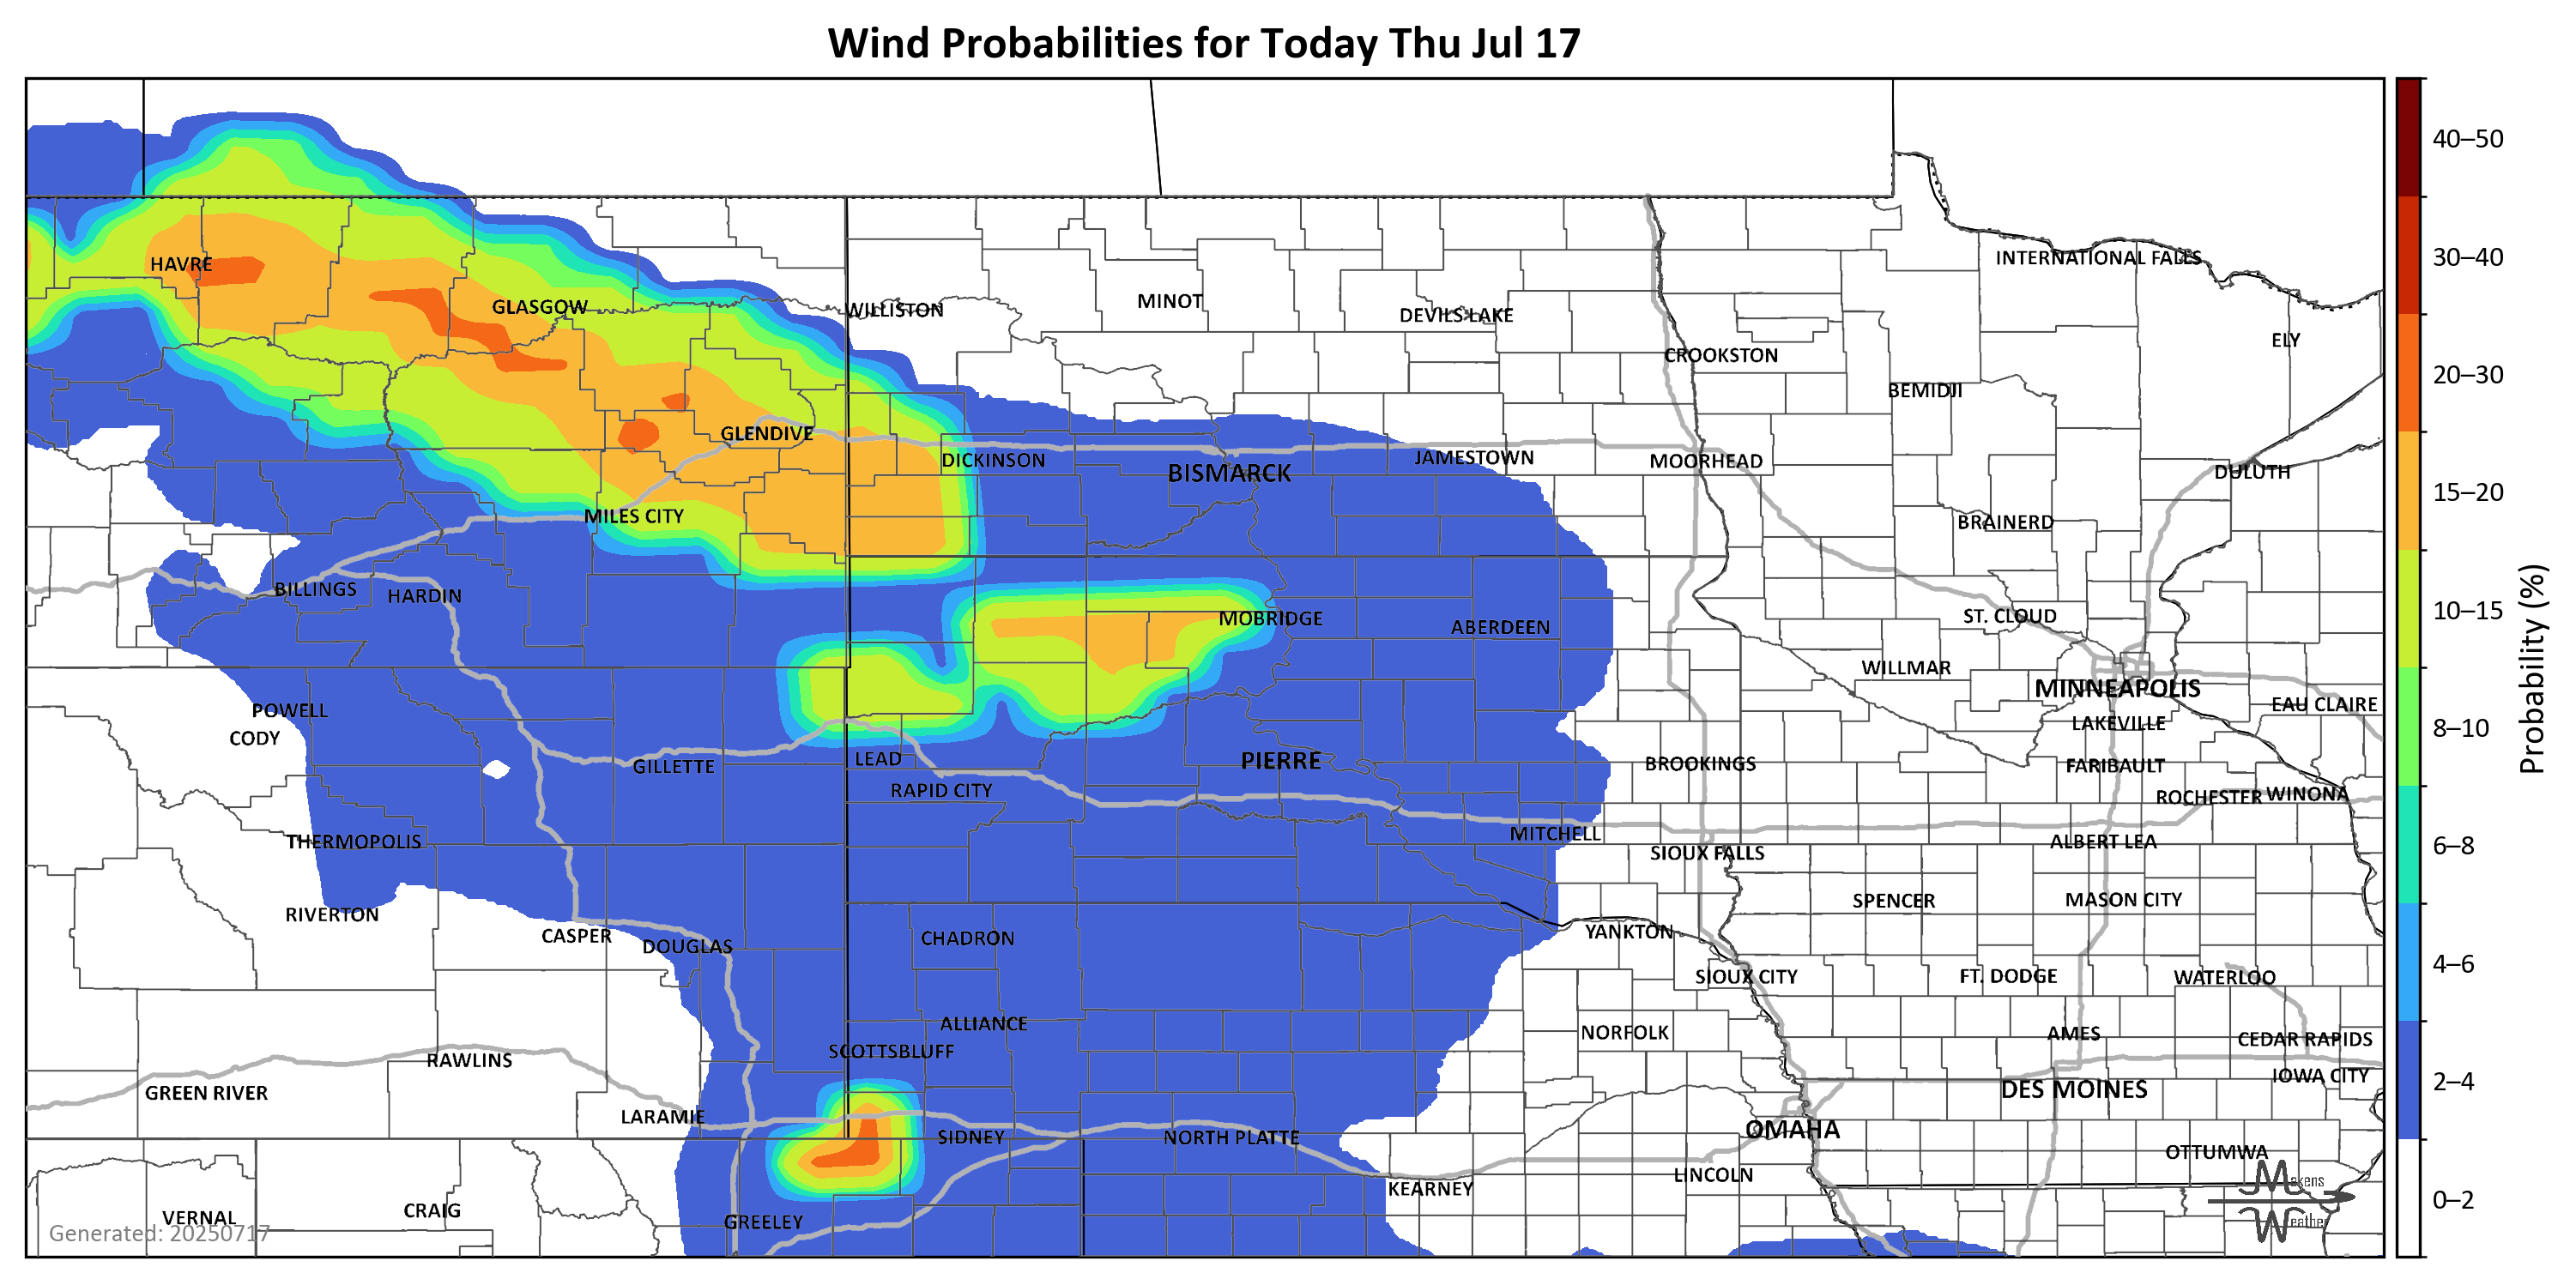 Wind Probabilities for Today Thu Jul 17
40–50
30–40
20–30
15–20
10–15
8–10
6–8
4–6
2–4
0–2
Probability (%)
INTERNATIONAL FALLS
HAVRE
GLASGOW
WILLISTON
MINOT
DEVILS LAKE
ELY
CROOKSTON
BEMIDJI
GLENDIVE
DICKINSON
BISMARCK
JAMESTOWN
MOORHEAD
DULUTH
MILES CITY
BRAINERD
BILLINGS
HARDIN
MOBRIDGE
ABERDEEN
ST. CLOUD
WILLMAR
MINNEAPOLIS
EAU CLAIRE
POWELL
CODY
LAKEVILLE
GILLETTE
LEAD
PIERRE
BROOKINGS
FARIBAULT
RAPID CITY
ROCHESTER
WINONA
THERMOPOLIS
MITCHELL
SIOUX FALLS
ALBERT LEA
RIVERTON
SPENCER
MASON CITY
CASPER
DOUGLAS
CHADRON
YANKTON
SIOUX CITY
FT. DODGE
WATERLOO
ALLIANCE
NORFOLK
AMES
CEDAR RAPIDS
SCOTTSBLUFF
RAWLINS
GREEN RIVER
DES MOINES
IOWA CITY
LARAMIE
SIDNEY
NORTH PLATTE
OMAHA
OTTUMWA
LINCOLN
KEARNEY
VERNAL
CRAIG
GREELEY
Generated: 20250717
Makens
Weather